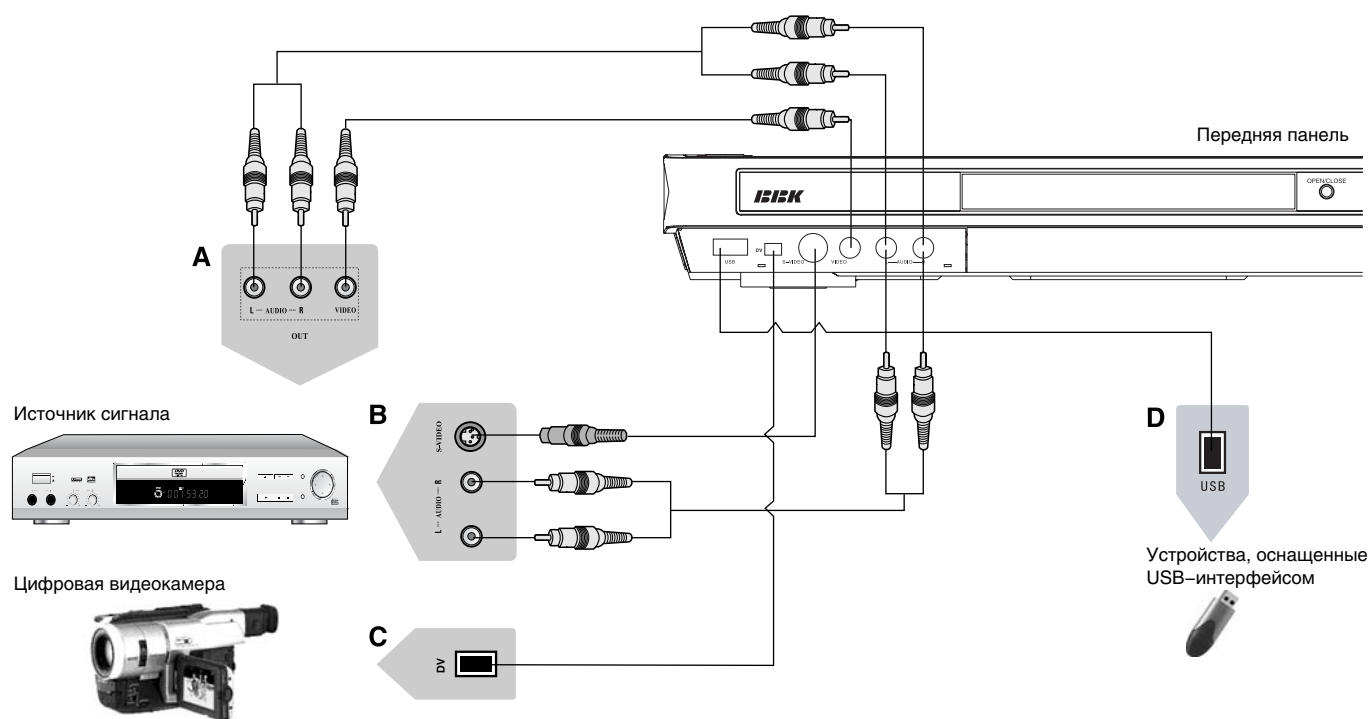 Передняя панель
BBK
OPEN/CLOSE
USB
DV
S–VIDEO
VIDEO
AUDIO
A
L --- AUDIO --- R
VIDEO
OUT
Источник сигнала
B
S-VIDEO
L --- AUDIO --- R
D
USB
Устройства, оснащенные
USB–интерфейсом
Цифровая видеокамера
C
DV